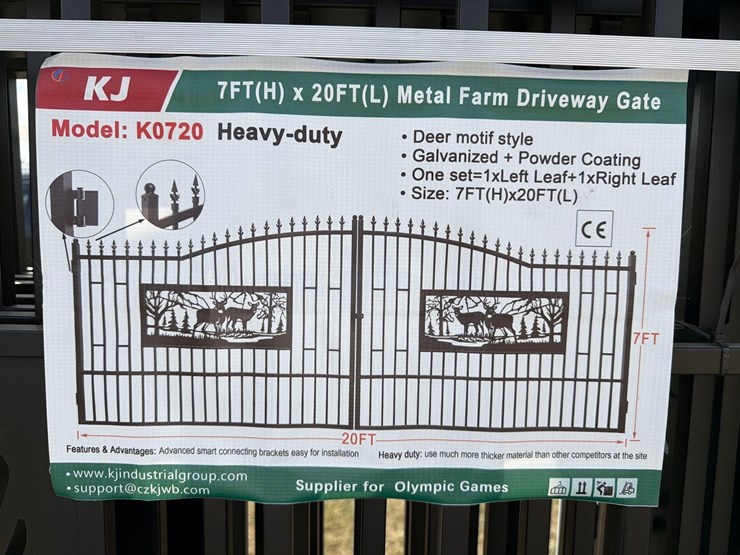 KJ
7FT(H) x 20FT(L) Metal Farm Driveway Gate
Model: K0720 Heavy-duty
• Deer motif style
• Galvanized + Powder Coating
• One set=1xLeft Leaf+1xRight Leaf
• Size: 7FT(H)x20FT(L)
CE
7FT
20FT
Features & Advantages: Advanced smart connecting brackets easy for installation
Heavy duty: use much more thicker material than other competitors at the site
• www.kjindustrialgroup.com
• support@czkjwb.com
Supplier for Olympic Games